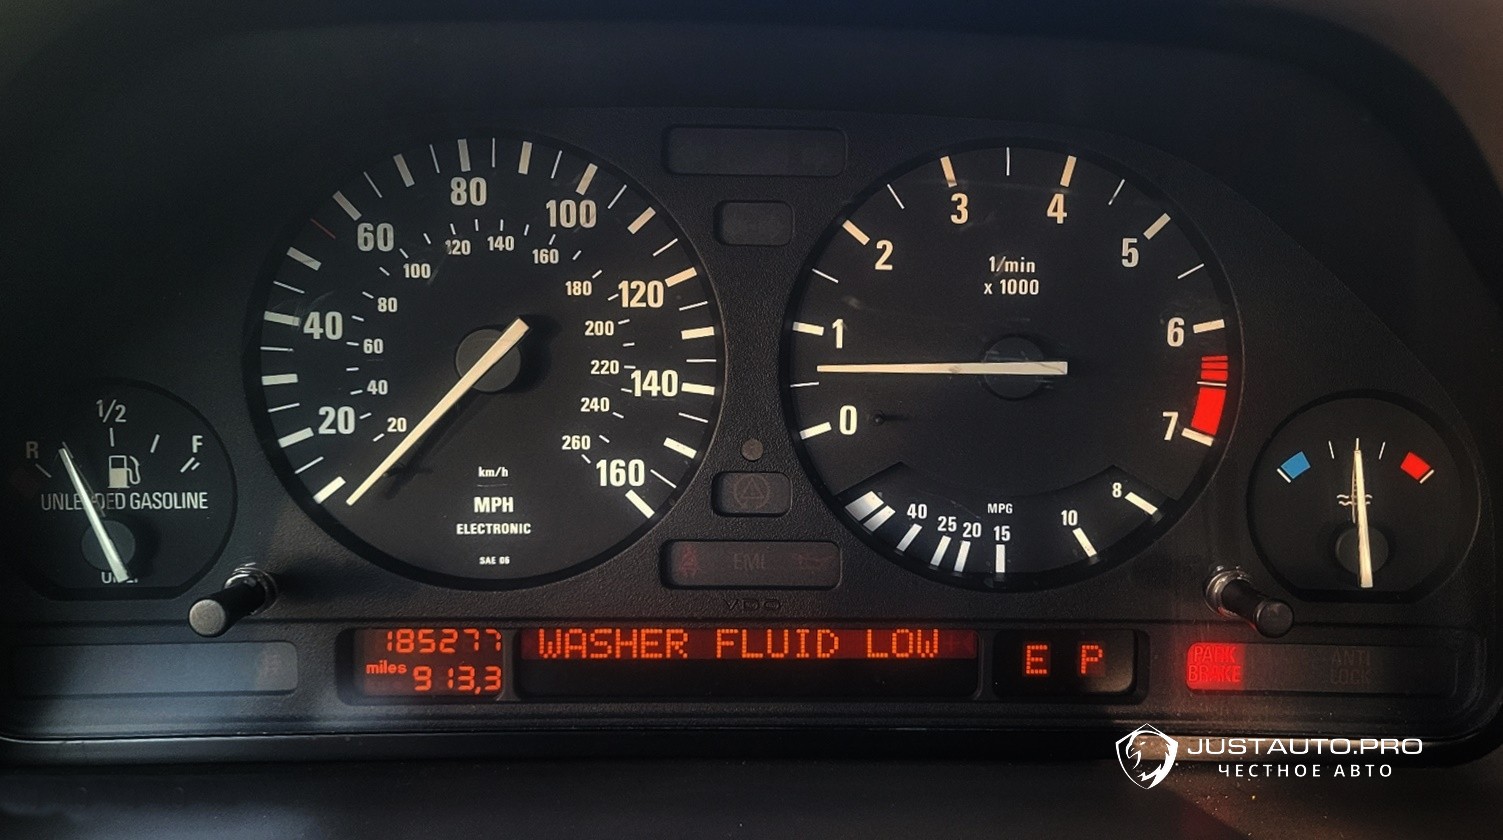 20
40
60
80
100
120
140
160
20
40
60
80
100
120
140
160
180
200
220
240
260
km/h
MPH
ELECTRONIC
SAE 06
0
1
2
3
4
5
6
7
1/min
x 1000
MPG
40
25
20
15
10
8
R
1/2
F
UNLEADED GASOLINE
EML
VDO
185277
miles
913,3
WASHER FLUID LOW
E P
PARK
BRAKE
ANTI
LOCK
JUSTAUTO.PRO
ЧЕСТНОЕ АВТО